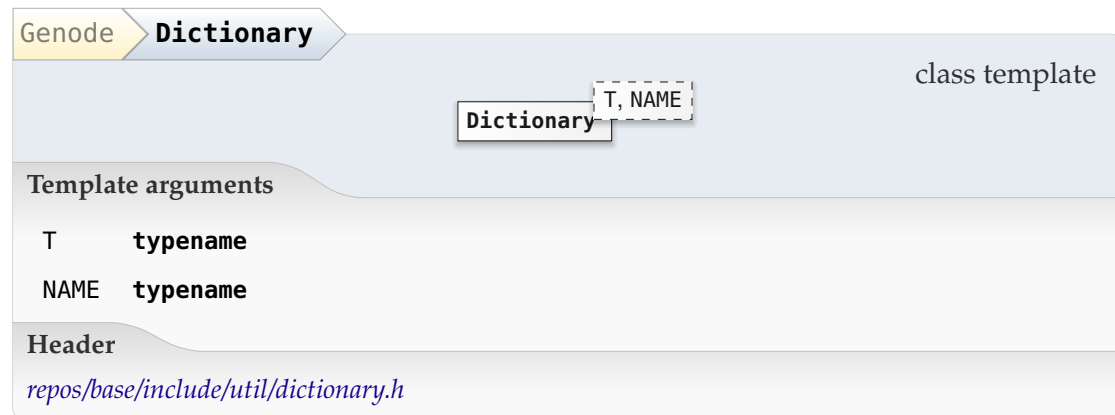 Genode Dictionary
class template
T, NAME
Dictionary
Template arguments
T typename
NAME typename
Header
repos/base/include/util/dictionary.h